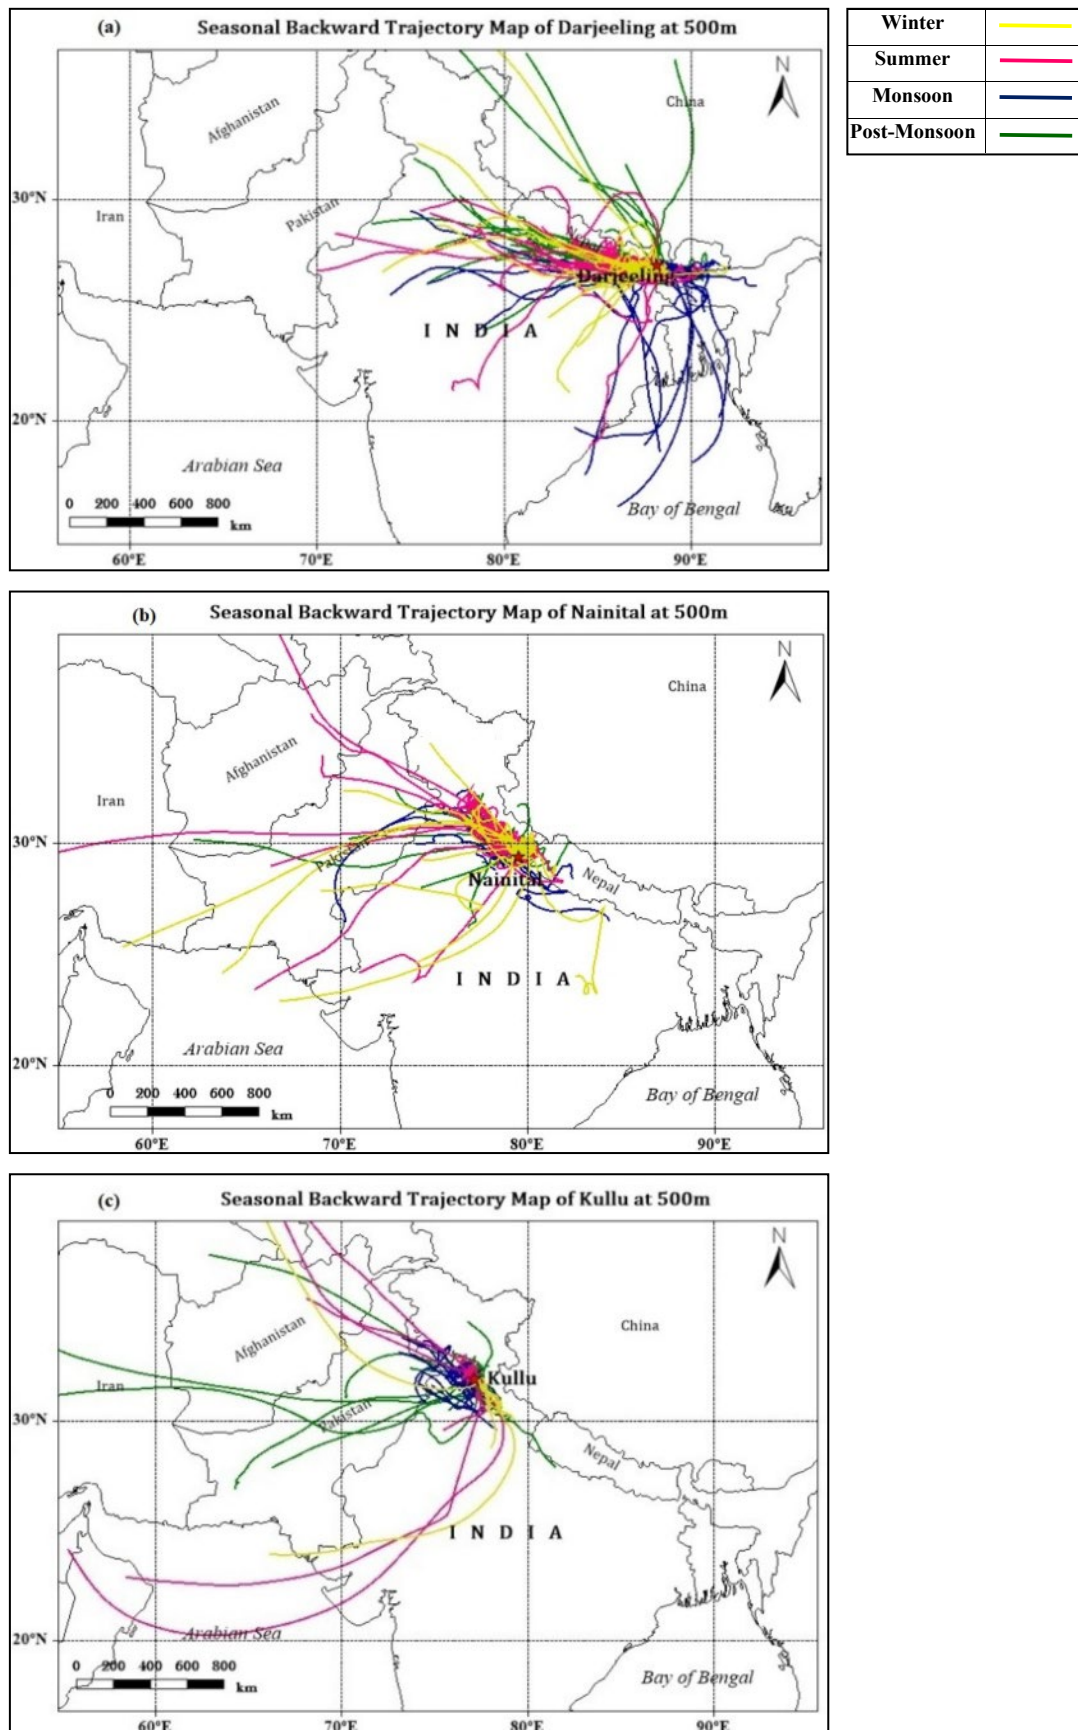 (a) Seasonal Backward Trajectory Map of Darjeeling at 500m
Winter
Summer
Monsoon
Post-Monsoon
N
China
Afghanistan
30°N
Iran
Pakistan
Nepal
Darjeeling
I N D I A
20°N
Arabian Sea
0 200 400 600 800
km
Bay of Bengal
60°E 70°E 80°E 90°E
(b) Seasonal Backward Trajectory Map of Nainital at 500m
N
China
Afghanistan
Iran
30°N
Pakistan
Nainital
Nepal
I N D I A
Arabian Sea
20°N
0 200 400 600 800
km
Bay of Bengal
60°E 70°E 80°E 90°E
(c) Seasonal Backward Trajectory Map of Kullu at 500m
N
China
Afghanistan
Kullu
Iran
30°N
Pakistan
Nepal
I N D I A
Arabian Sea
20°N
0 200 400 600 800
km
Bay of Bengal
60°E 70°E 80°E 90°E